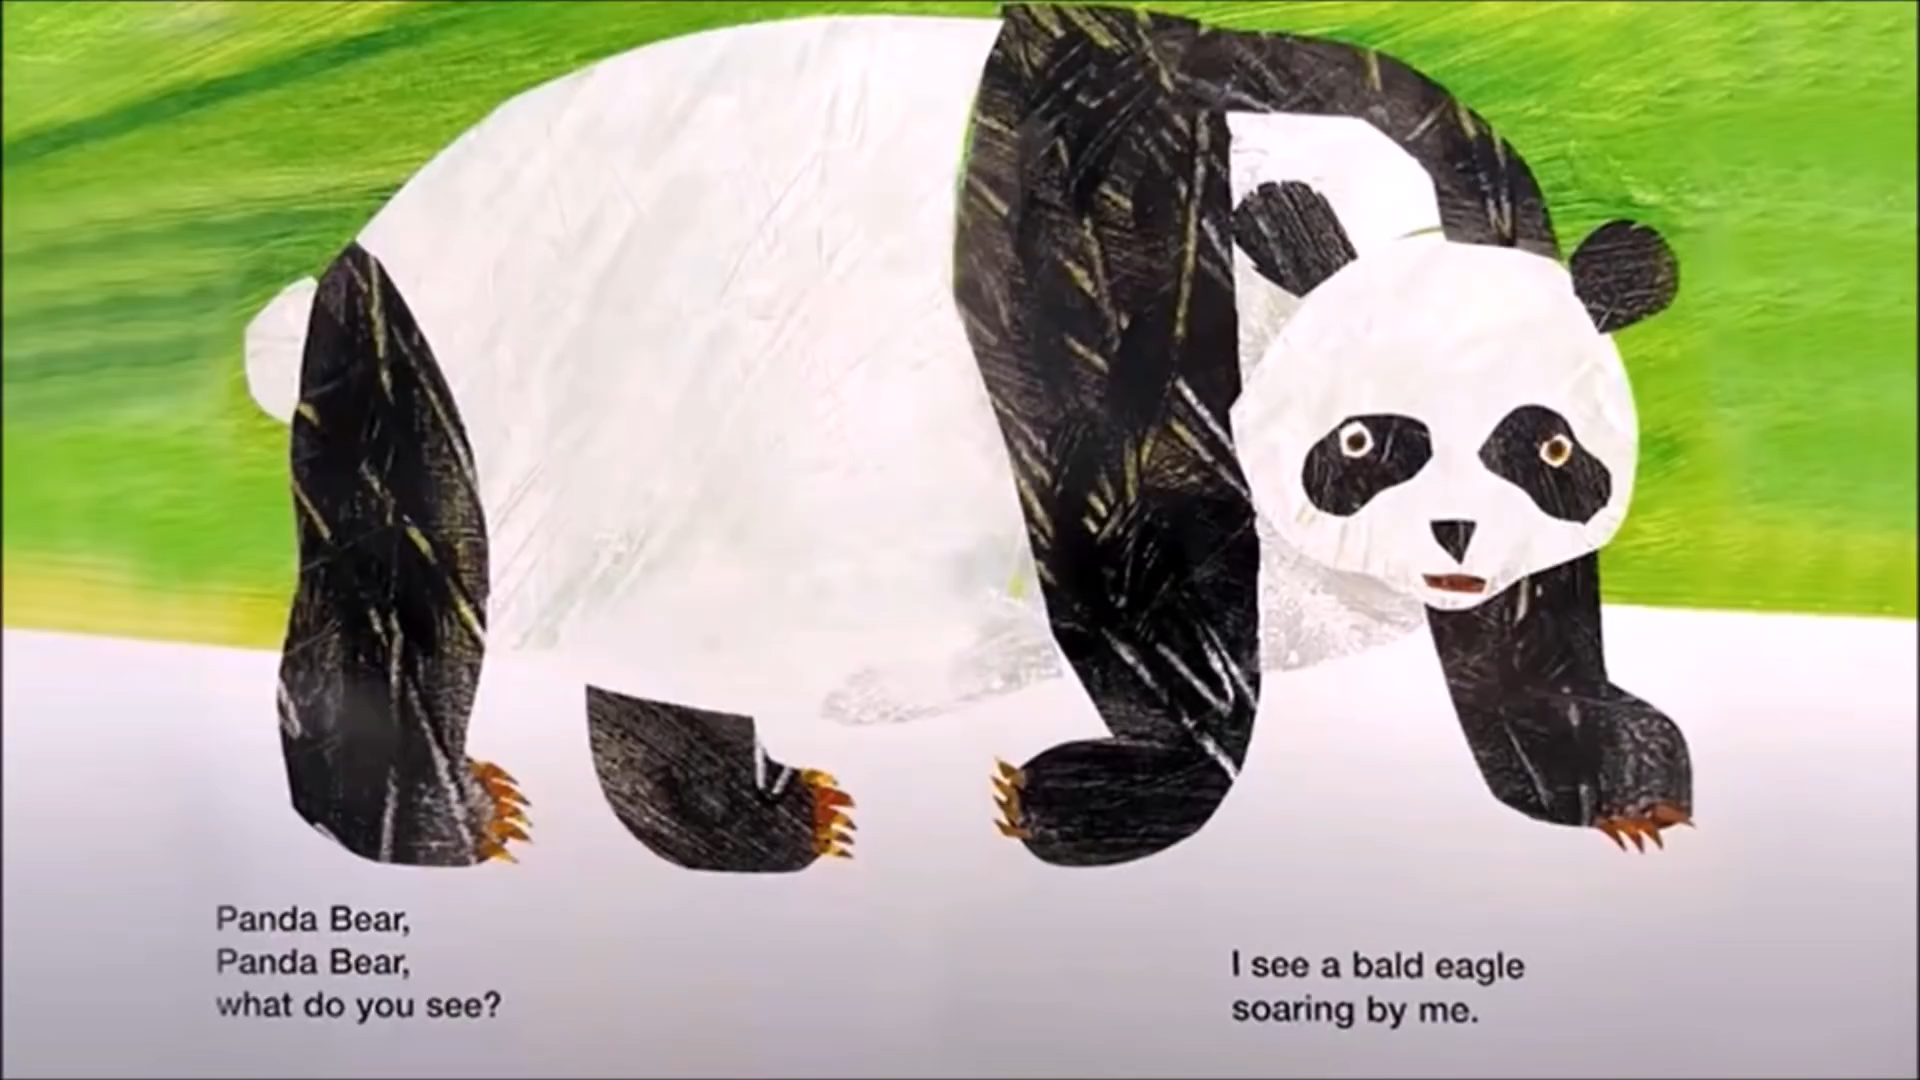 Panda Bear,
Panda Bear,
what do you see?
I see a bald eagle
soaring by me.